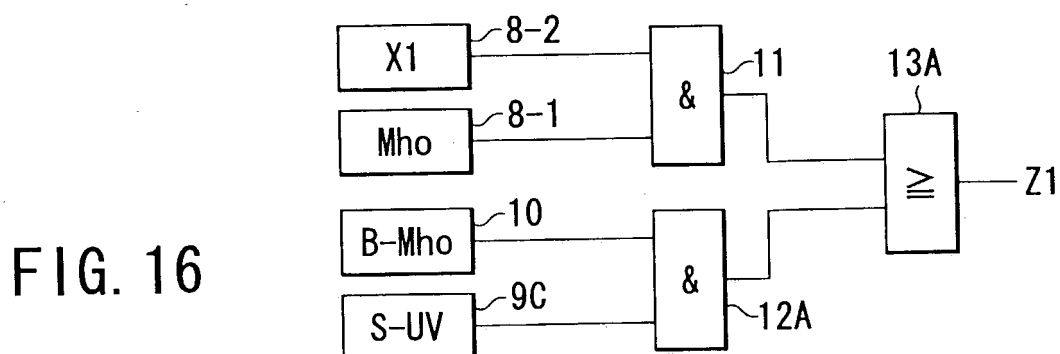 X1 8-2
Mho 8-1
& 11
B-Mho 10
S-UV 9C
& 12A
13A
≧
Z1
FIG. 16